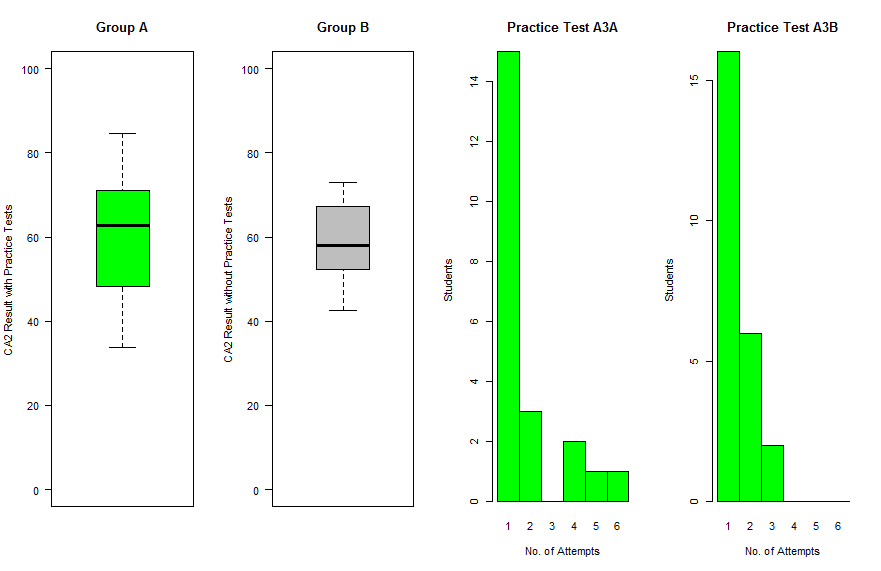 Group A
CA2 Result with Practice Tests
100
80
60
40
20
0
Group B
CA2 Result without Practice Tests
100
80
60
40
20
0
Practice Test A3A
Students
14
12
10
8
6
4
2
0
1 2 3 4 5 6
No. of Attempts
Practice Test A3B
Students
15
10
5
0
1 2 3 4 5 6
No. of Attempts